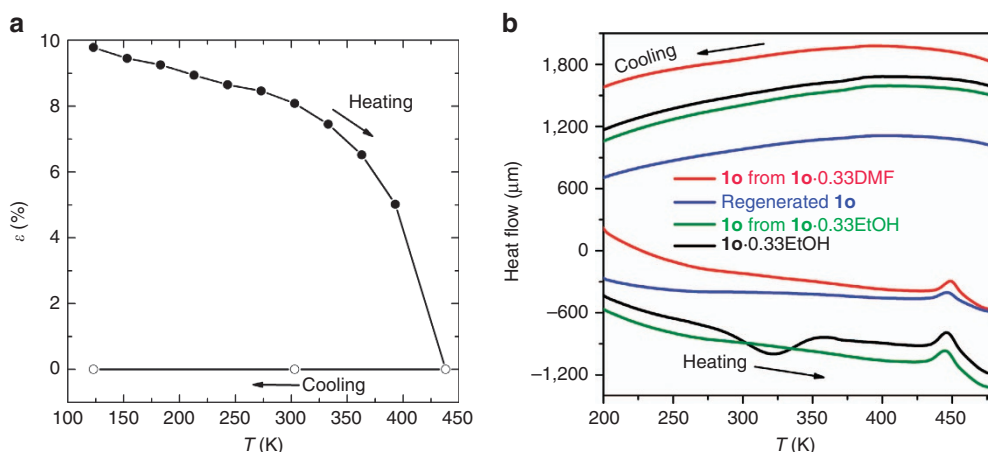 a
10
8
6
4
2
0
ε (%)
Heating
Cooling
100 150 200 250 300 350 400 450
T (K)
b
1,800
1,200
600
0
−600
−1,200
Heat flow (μm)
Cooling
1o from 1o·0.33DMF
Regenerated 1o
1o from 1o·0.33EtOH
1o·0.33EtOH
Heating
200 250 300 350 400 450
T (K)